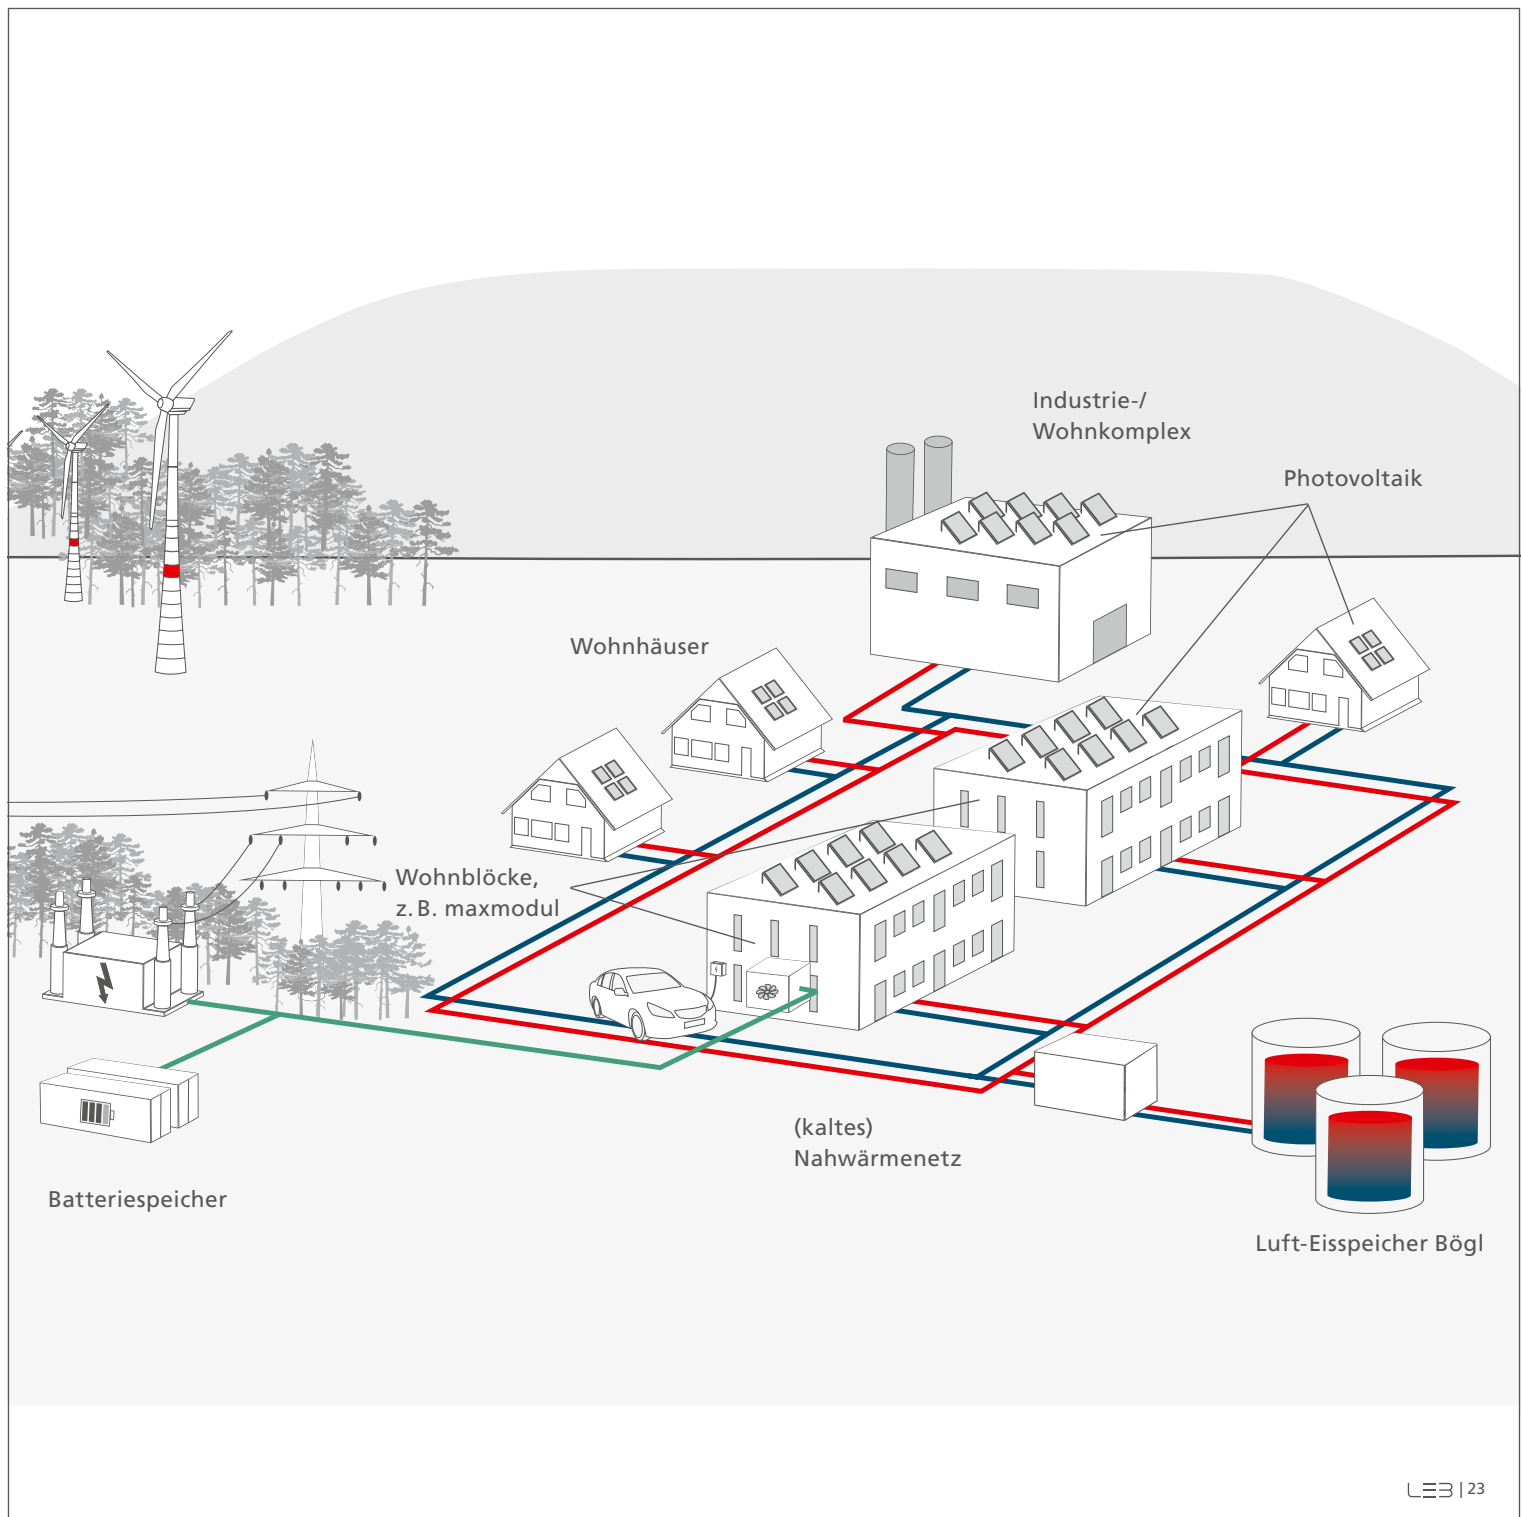 Industrie-/
Wohnkomplex
Photovoltaik
Wohnhäuser
Wohnblöcke,
z. B. maxmodul
(kaltes)
Nahwärmenetz
Batteriespeicher
Luft-Eisspeicher Bögl
LEB | 23